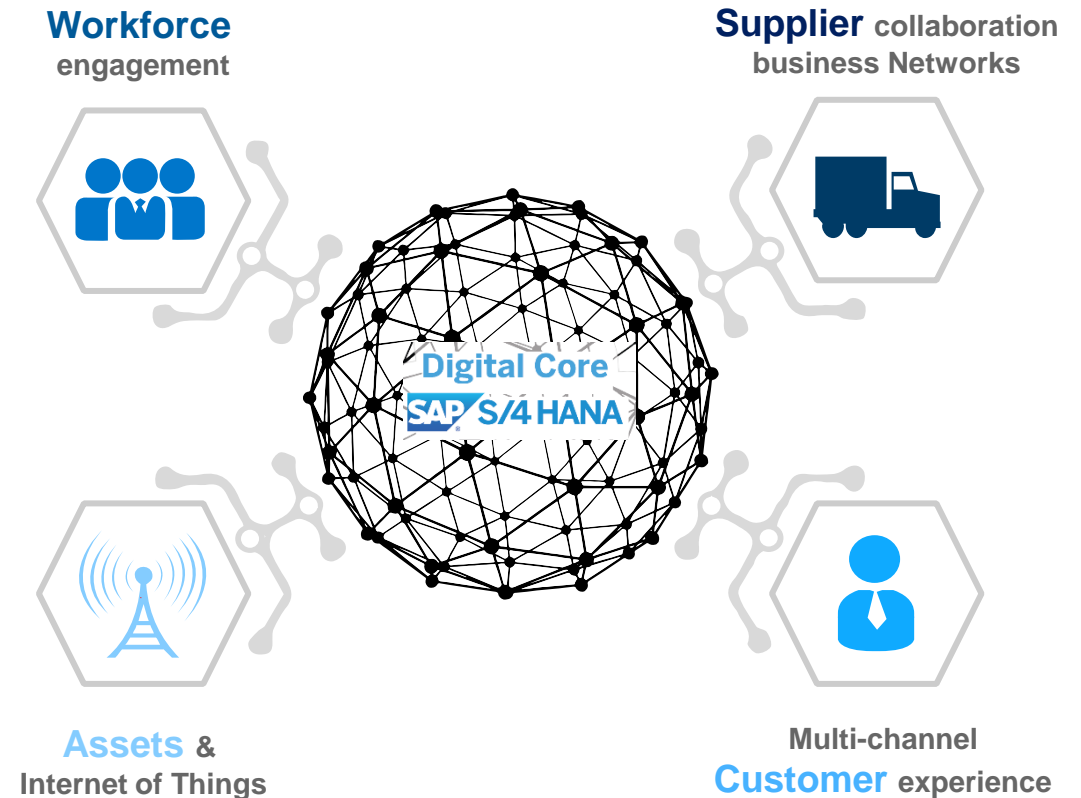 Workforce
engagement
Supplier collaboration
business Networks
Digital Core
SAP S/4 HANA
Assets &
Internet of Things
Multi-channel
Customer experience